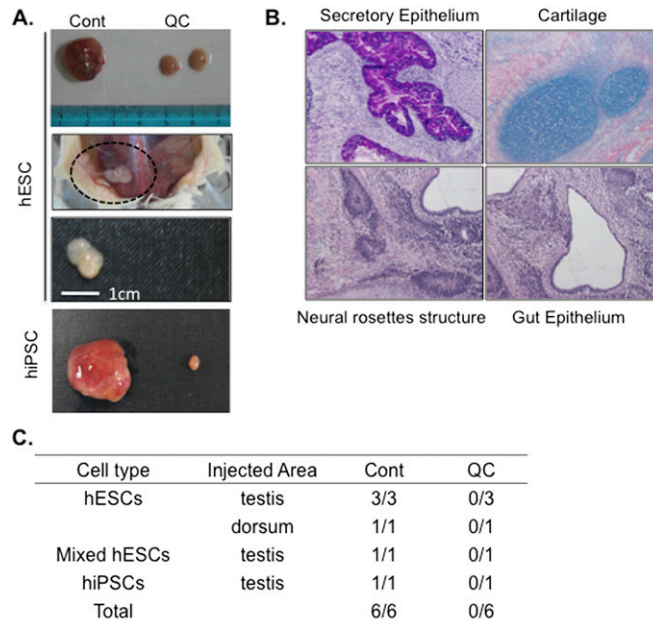 A.
Cont QC
hESC
1cm
hiPSC
B.
Secretory Epithelium Cartilage
Neural rosettes structure Gut Epithelium
C.
Cell type Injected Area Cont QC
hESCs testis 3/3 0/3
dorsum 1/1 0/1
Mixed hESCs testis 1/1 0/1
hiPSCs testis 1/1 0/1
Total 6/6 0/6